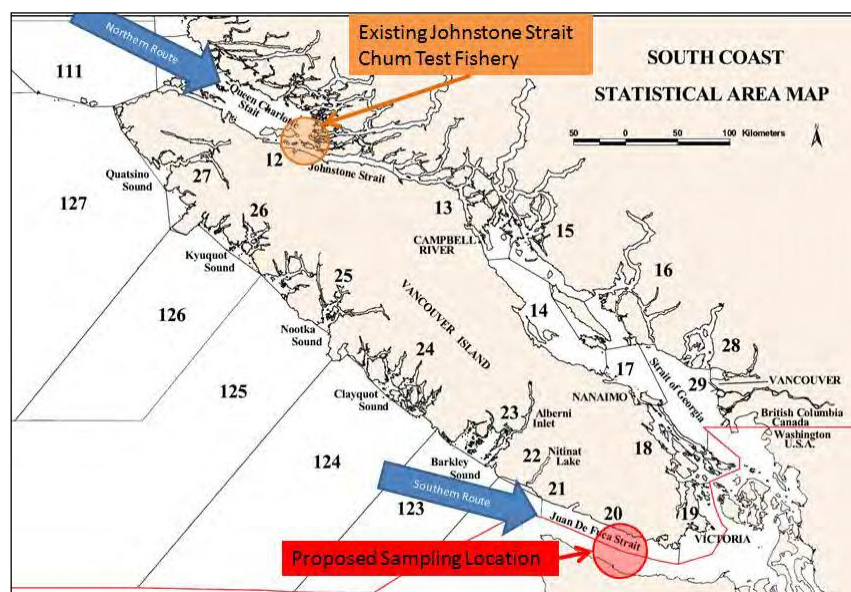 Northern Route
111
Existing Johnstone Strait
Chum Test Fishery
SOUTH COAST
STATISTICAL AREA MAP
50 0 50 100 Kilometers
N
Queen Charlotte
Stait
12
Johnstone Strait
Quatsino
Sound
27
127
26
13
CAMPBELL
RIVER
15
Kyuquot
Sound
16
25
126
VANCOUVER ISLAND
14
Nootka
Sound
28
24
17
Strait of Georgia
29
VANCOUVER
125
Clayquot
Sound
NANAIMO
British Columbia
Canada
Washington
U.S.A.
23
Alberni
Inlet
18
124
22
Nitinat
Lake
Barkley
Sound
21
Southern Route
123
20
19
Juan De Fuca Strait
VICTORIA
Proposed Sampling Location